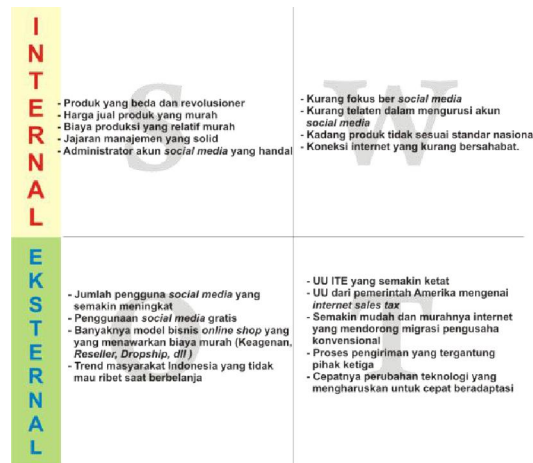 INTERNAL
S
- Produk yang beda dan revolusioner
- Harga jual produk yang murah
- Biaya produksi yang relatif murah
- Jajaran manajemen yang solid
- Administrator akun social media yang handal
W
- Kurang fokus ber social media
- Kurang telaten dalam mengurusi akun
social media
- Kadang produk tidak sesuai standar nasiona
- Koneksi internet yang kurang bersahabat.
EKSTERNAL
O
- Jumlah pengguna social media yang
semakin meningkat
- Penggunaan social media gratis
- Banyaknya model bisnis online shop yang
yang menawarkan biaya murah (Keagenan,
Reseller, Dropship, dll )
- Trend masyarakat Indonesia yang tidak
mau ribet saat berbelanja
T
- UU ITE yang semakin ketat
- UU dari pemerintah Amerika mengenai
internet sales tax
- Semakin mudah dan murahnya internet
yang mendorong migrasi pengusaha
konvensional
- Proses pengiriman yang tergantung
pihak ketiga
- Cepatnya perubahan teknologi yang
mengharuskan untuk cepat beradaptasi